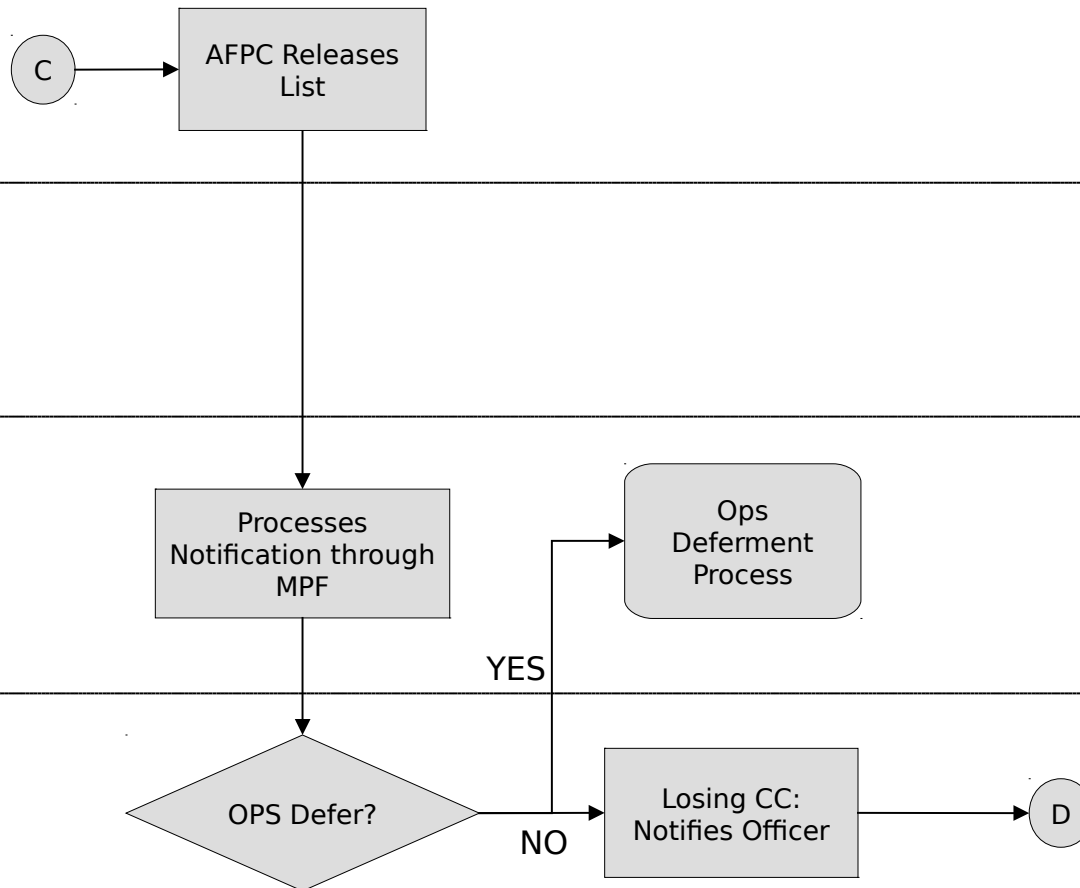 C
AFPC Releases
List
Processes
Notification through
MPF
Ops
Deferment
Process
YES
OPS Defer?
NO
Losing CC:
Notifies Officer
D